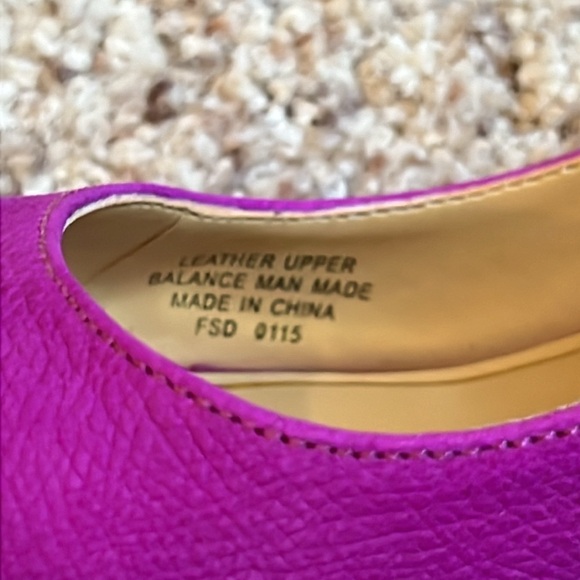 LEATHER UPPER
BALANCE MAN MADE
MADE IN CHINA
FSD 0115